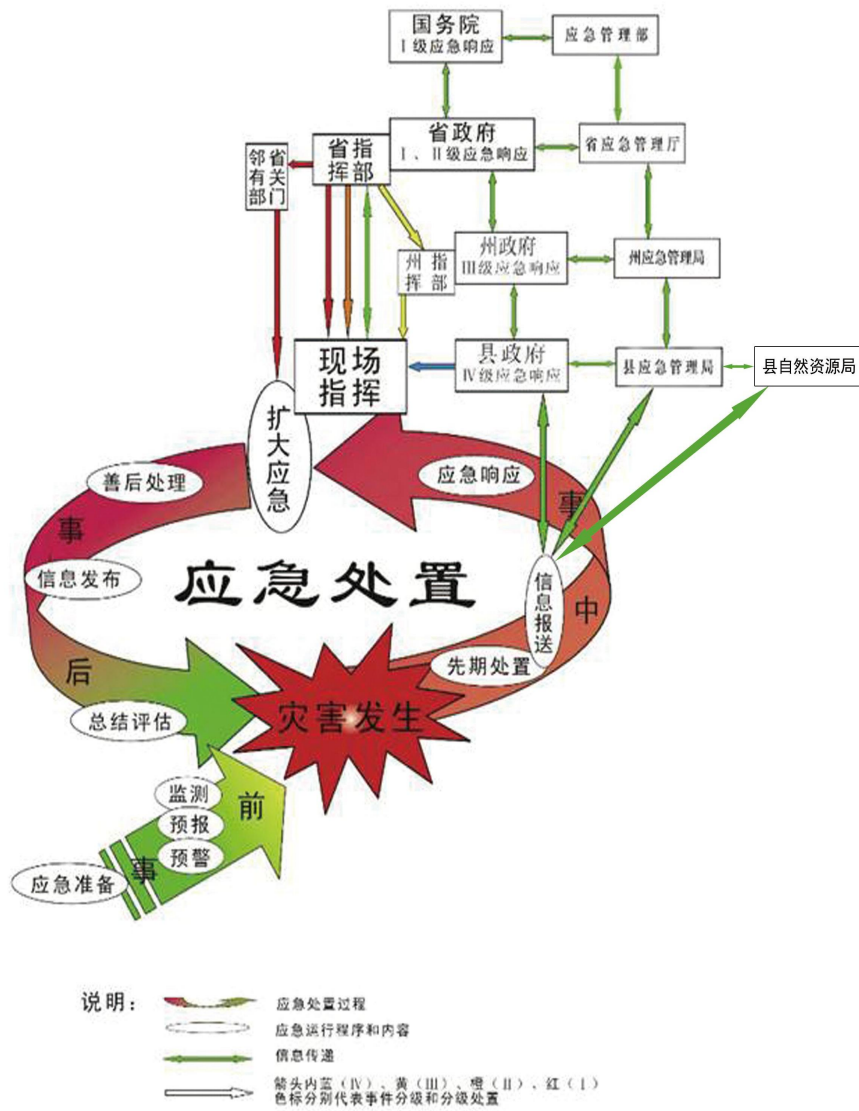 国务院
Ⅰ级应急响应
应急管理部
省政府
Ⅰ、Ⅱ级应急响应
省应急管理厅
省指
挥部
邻省
有关
部门
州政府
Ⅲ级应急响应
州应急管理局
州指
挥部
现场
指挥
县政府
Ⅳ级应急响应
县应急管理局
县自然资源局
扩大应急
应急响应
善后处理
事
事
信息发布
应急处置
信息报送
中
后
先期处置
总结评估
灾害发生
监测
前
预报
预警
事
应急准备
说明：
应急处置过程
应急运行程序和内容
信息传递
箭头内蓝（Ⅳ）、黄（Ⅲ）、橙（Ⅱ）、红（Ⅰ）
色标分别代表事件分级和分级处置